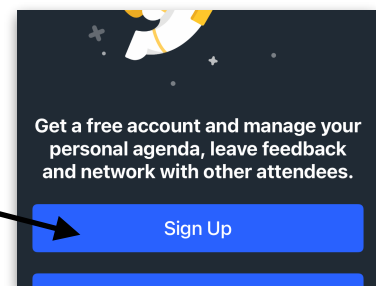 Get a free account and manage your
personal agenda, leave feedback
and network with other attendees.
Sign Up